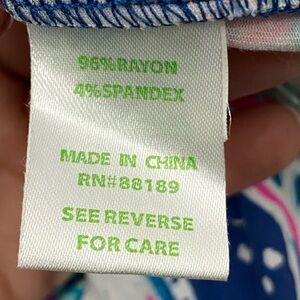 96%RAYON
4%SPANDEX
MADE IN CHINA
RN#88189
SEE REVERSE
FOR CARE